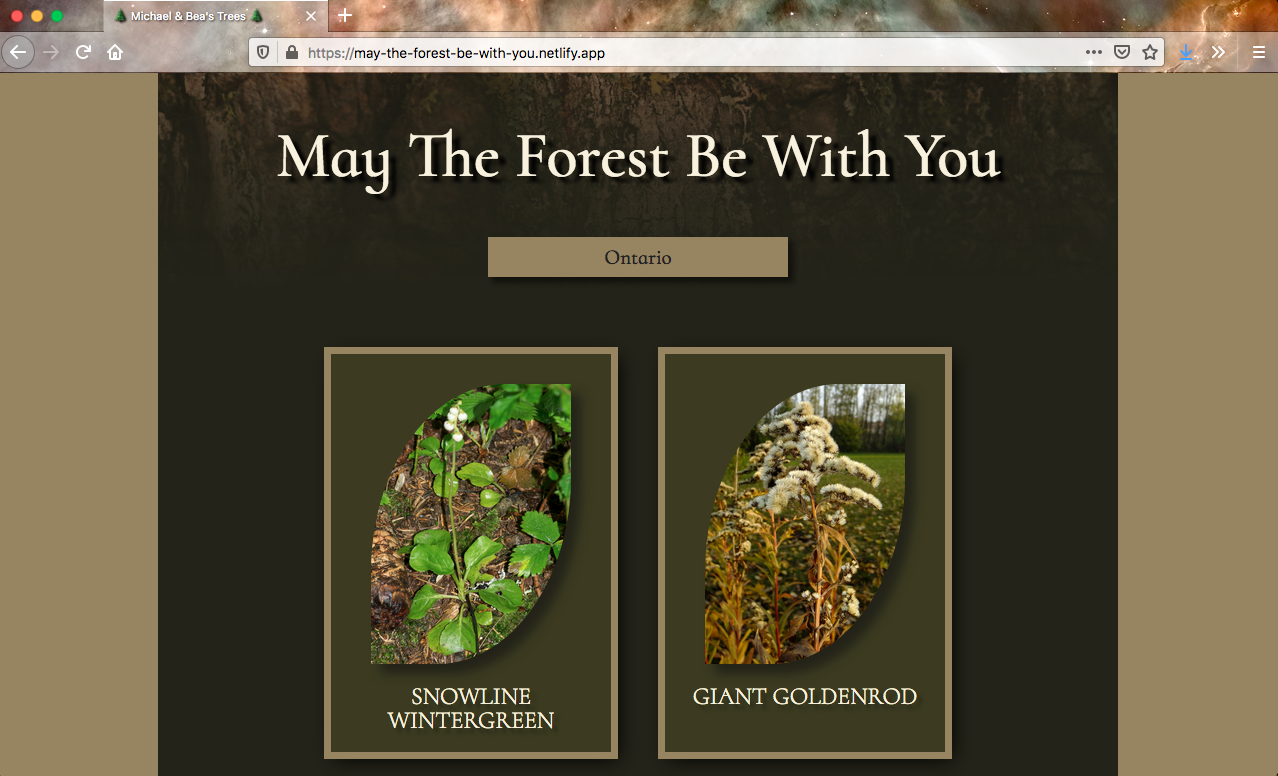 🌲 Michael & Bea's Trees 🌲
https://may-the-forest-be-with-you.netlify.app
May The Forest Be With You
Ontario
SNOWLINE
WINTERGREEN
GIANT GOLDENROD